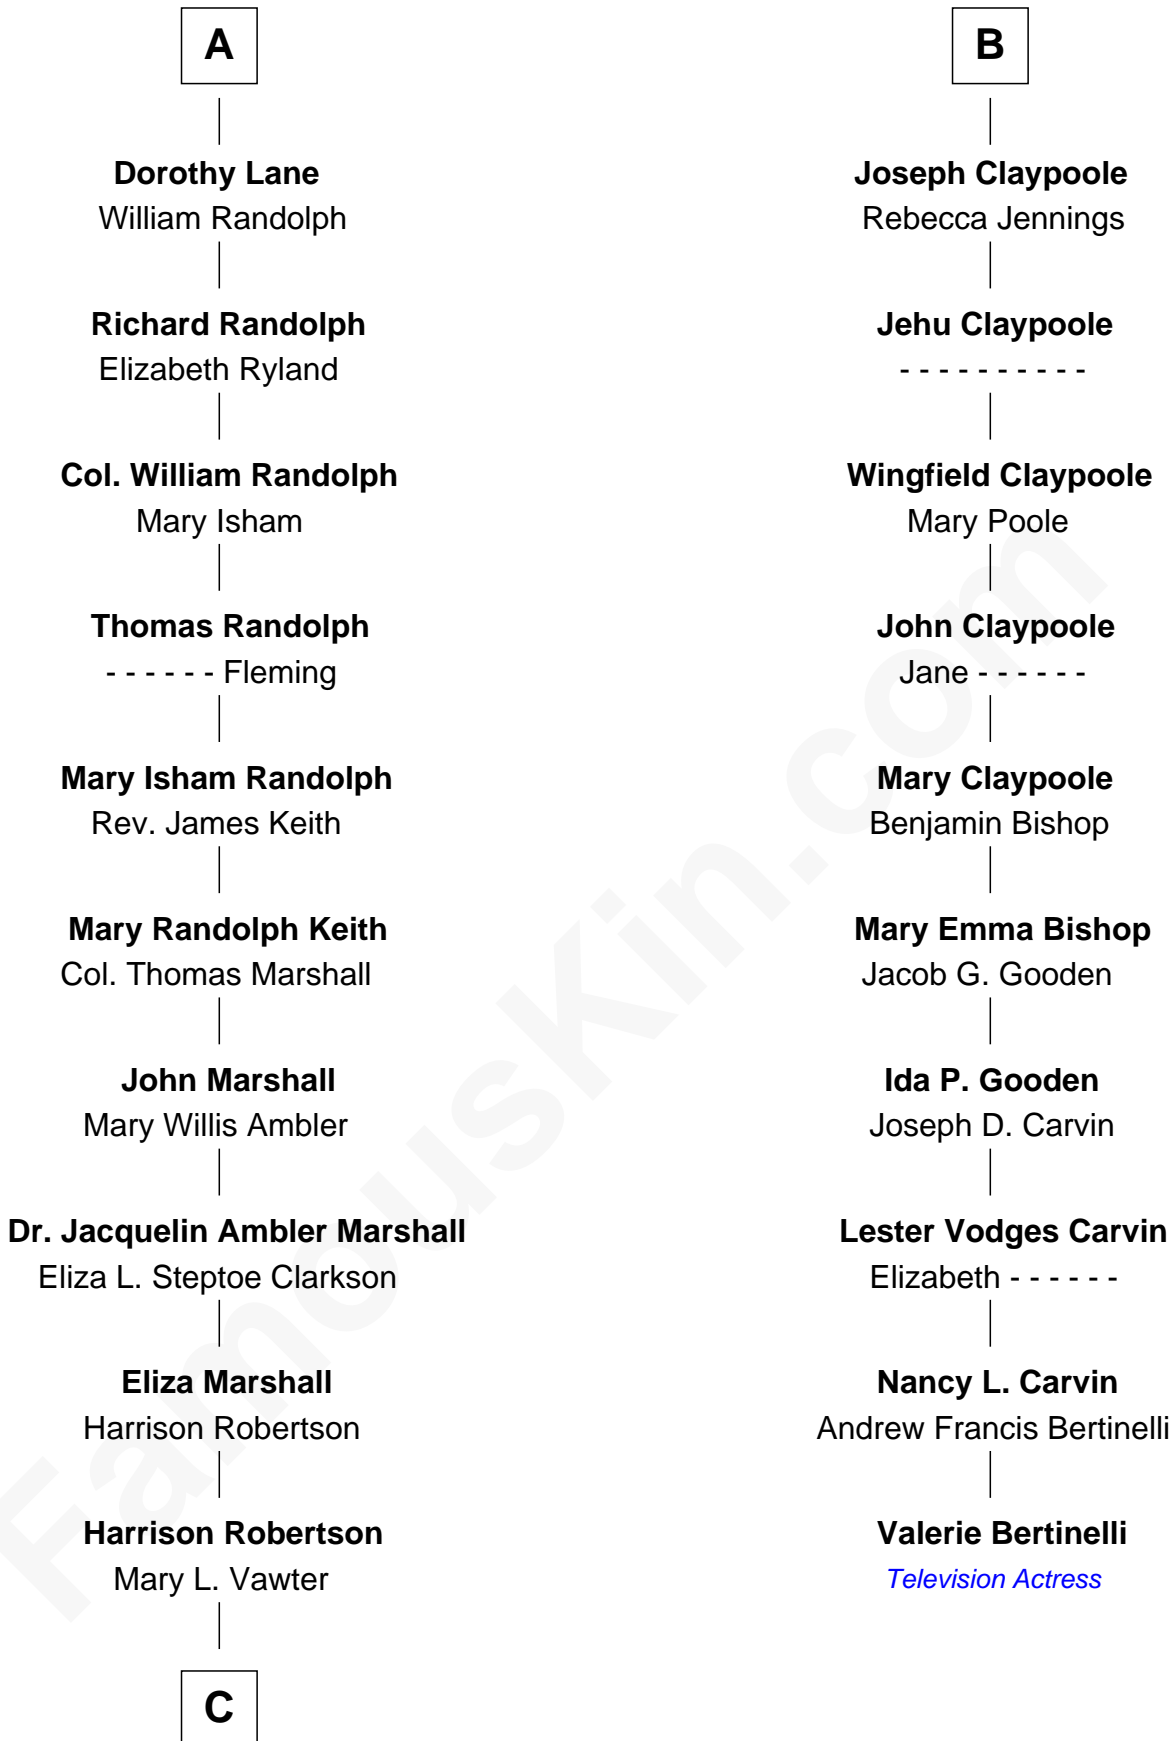 A
Dorothy Lane
William Randolph
Richard Randolph
Elizabeth Ryland
Col. William Randolph
Mary Isham
Thomas Randolph
- - - - - - Fleming
Mary Isham Randolph
Rev. James Keith
Mary Randolph Keith
Col. Thomas Marshall
John Marshall
Mary Willis Ambler
Dr. Jacquelin Ambler Marshall
Eliza L. Steptoe Clarkson
Eliza Marshall
Harrison Robertson
Harrison Robertson
Mary L. Vawter
C
B
Joseph Claypoole
Rebecca Jennings
Jehu Claypoole
- - - - - - - - - -
Wingfield Claypoole
Mary Poole
John Claypoole
Jane - - - - - -
Mary Claypoole
Benjamin Bishop
Mary Emma Bishop
Jacob G. Gooden
Ida P. Gooden
Joseph D. Carvin
Lester Vodges Carvin
Elizabeth - - - - - -
Nancy L. Carvin
Andrew Francis Bertinelli
Valerie Bertinelli
Television Actress
FamousKin.com